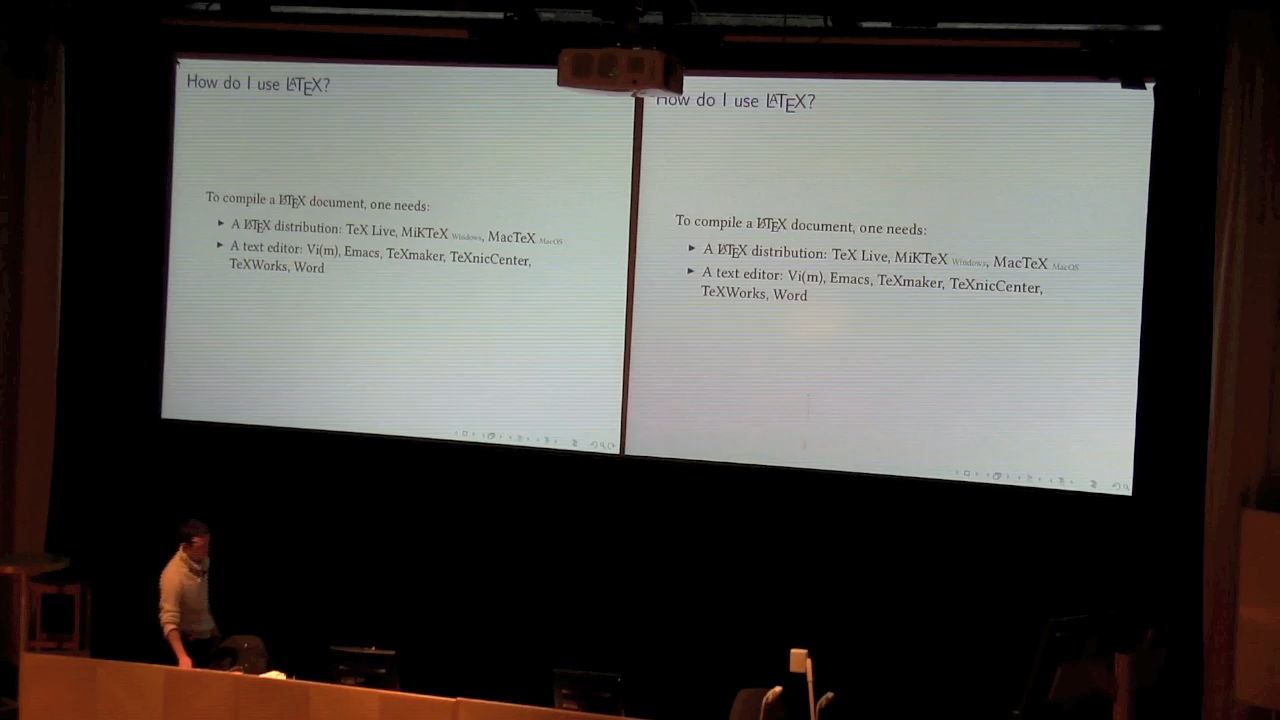 How do I use LATEX?
To compile a LATEX document, one needs:
▸ A LATEX distribution: TeX Live, MiKTeX Windows, MacTeX MacOS
▸ A text editor: Vi(m), Emacs, TeXmaker, TeXnicCenter,
TeXWorks, Word
How do I use LATEX?
To compile a LATEX document, one needs:
▸ A LATEX distribution: TeX Live, MiKTeX Windows, MacTeX MacOS
▸ A text editor: Vi(m), Emacs, TeXmaker, TeXnicCenter,
TeXWorks, Word